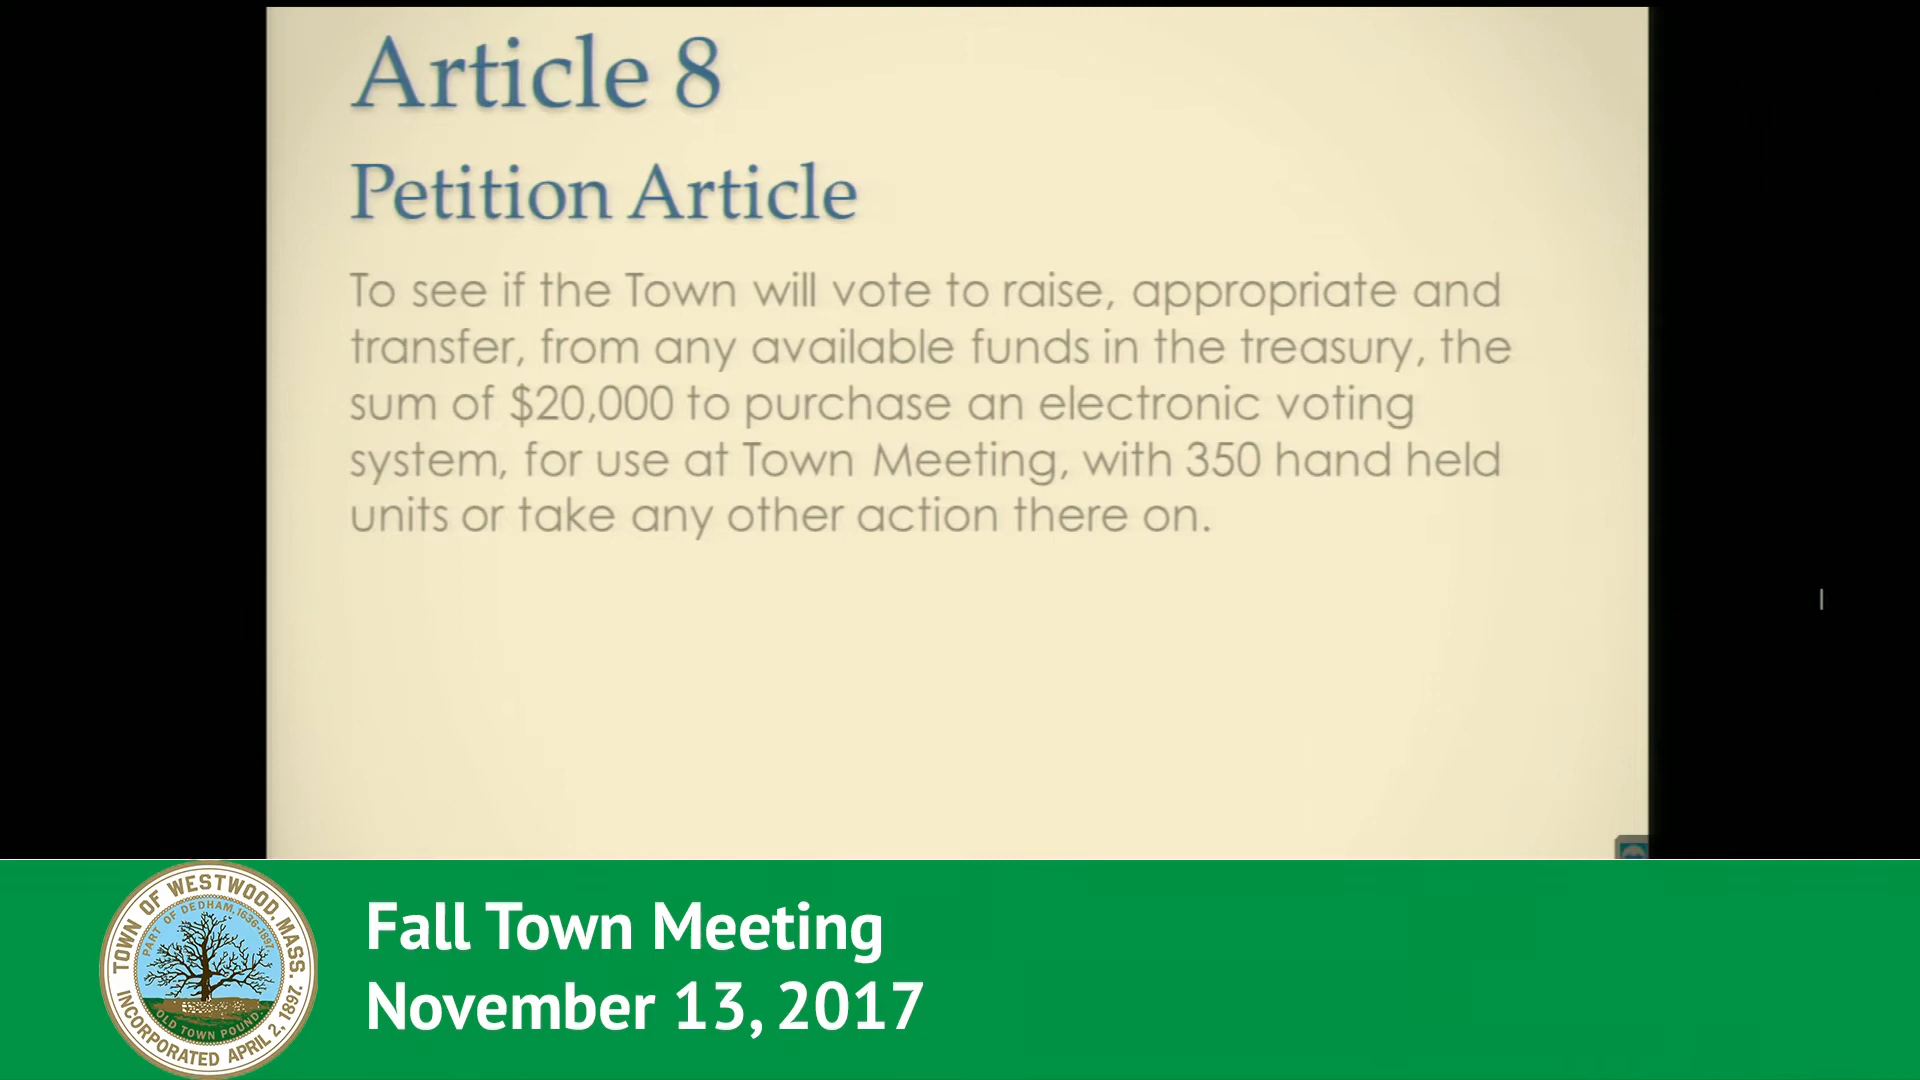 Article 8
Petition Article
To see if the Town will vote to raise, appropriate and
transfer, from any available funds in the treasury, the
sum of $20,000 to purchase an electronic voting
system, for use at Town Meeting, with 350 hand held
units or take any other action there on.
TOWN OF WESTWOOD, MASS.
PART OF DEDHAM, 1636-1897.
OLD TOWN POUND.
INCORPORATED APRIL 2, 1897.
Fall Town Meeting
November 13, 2017